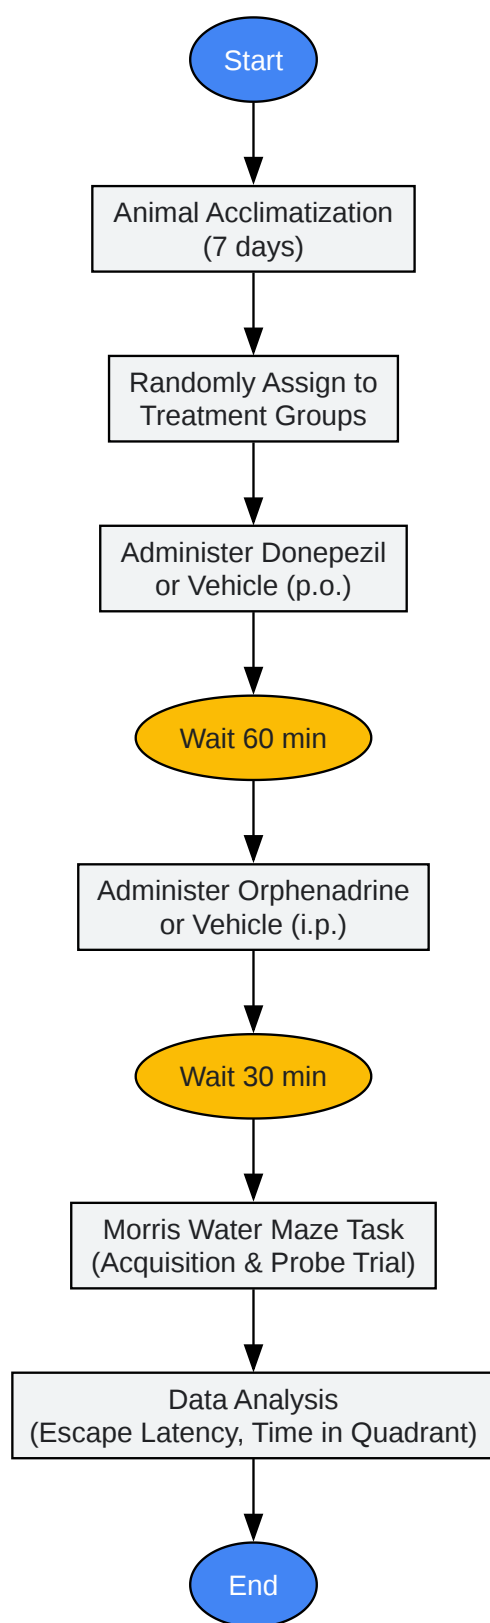 Start
Animal Acclimatization
(7 days)
Randomly Assign to
Treatment Groups
Administer Donepezil
or Vehicle (p.o.)
Wait 60 min
Administer Orphenadrine
or Vehicle (i.p.)
Wait 30 min
Morris Water Maze Task
(Acquisition & Probe Trial)
Data Analysis
(Escape Latency, Time in Quadrant)
End